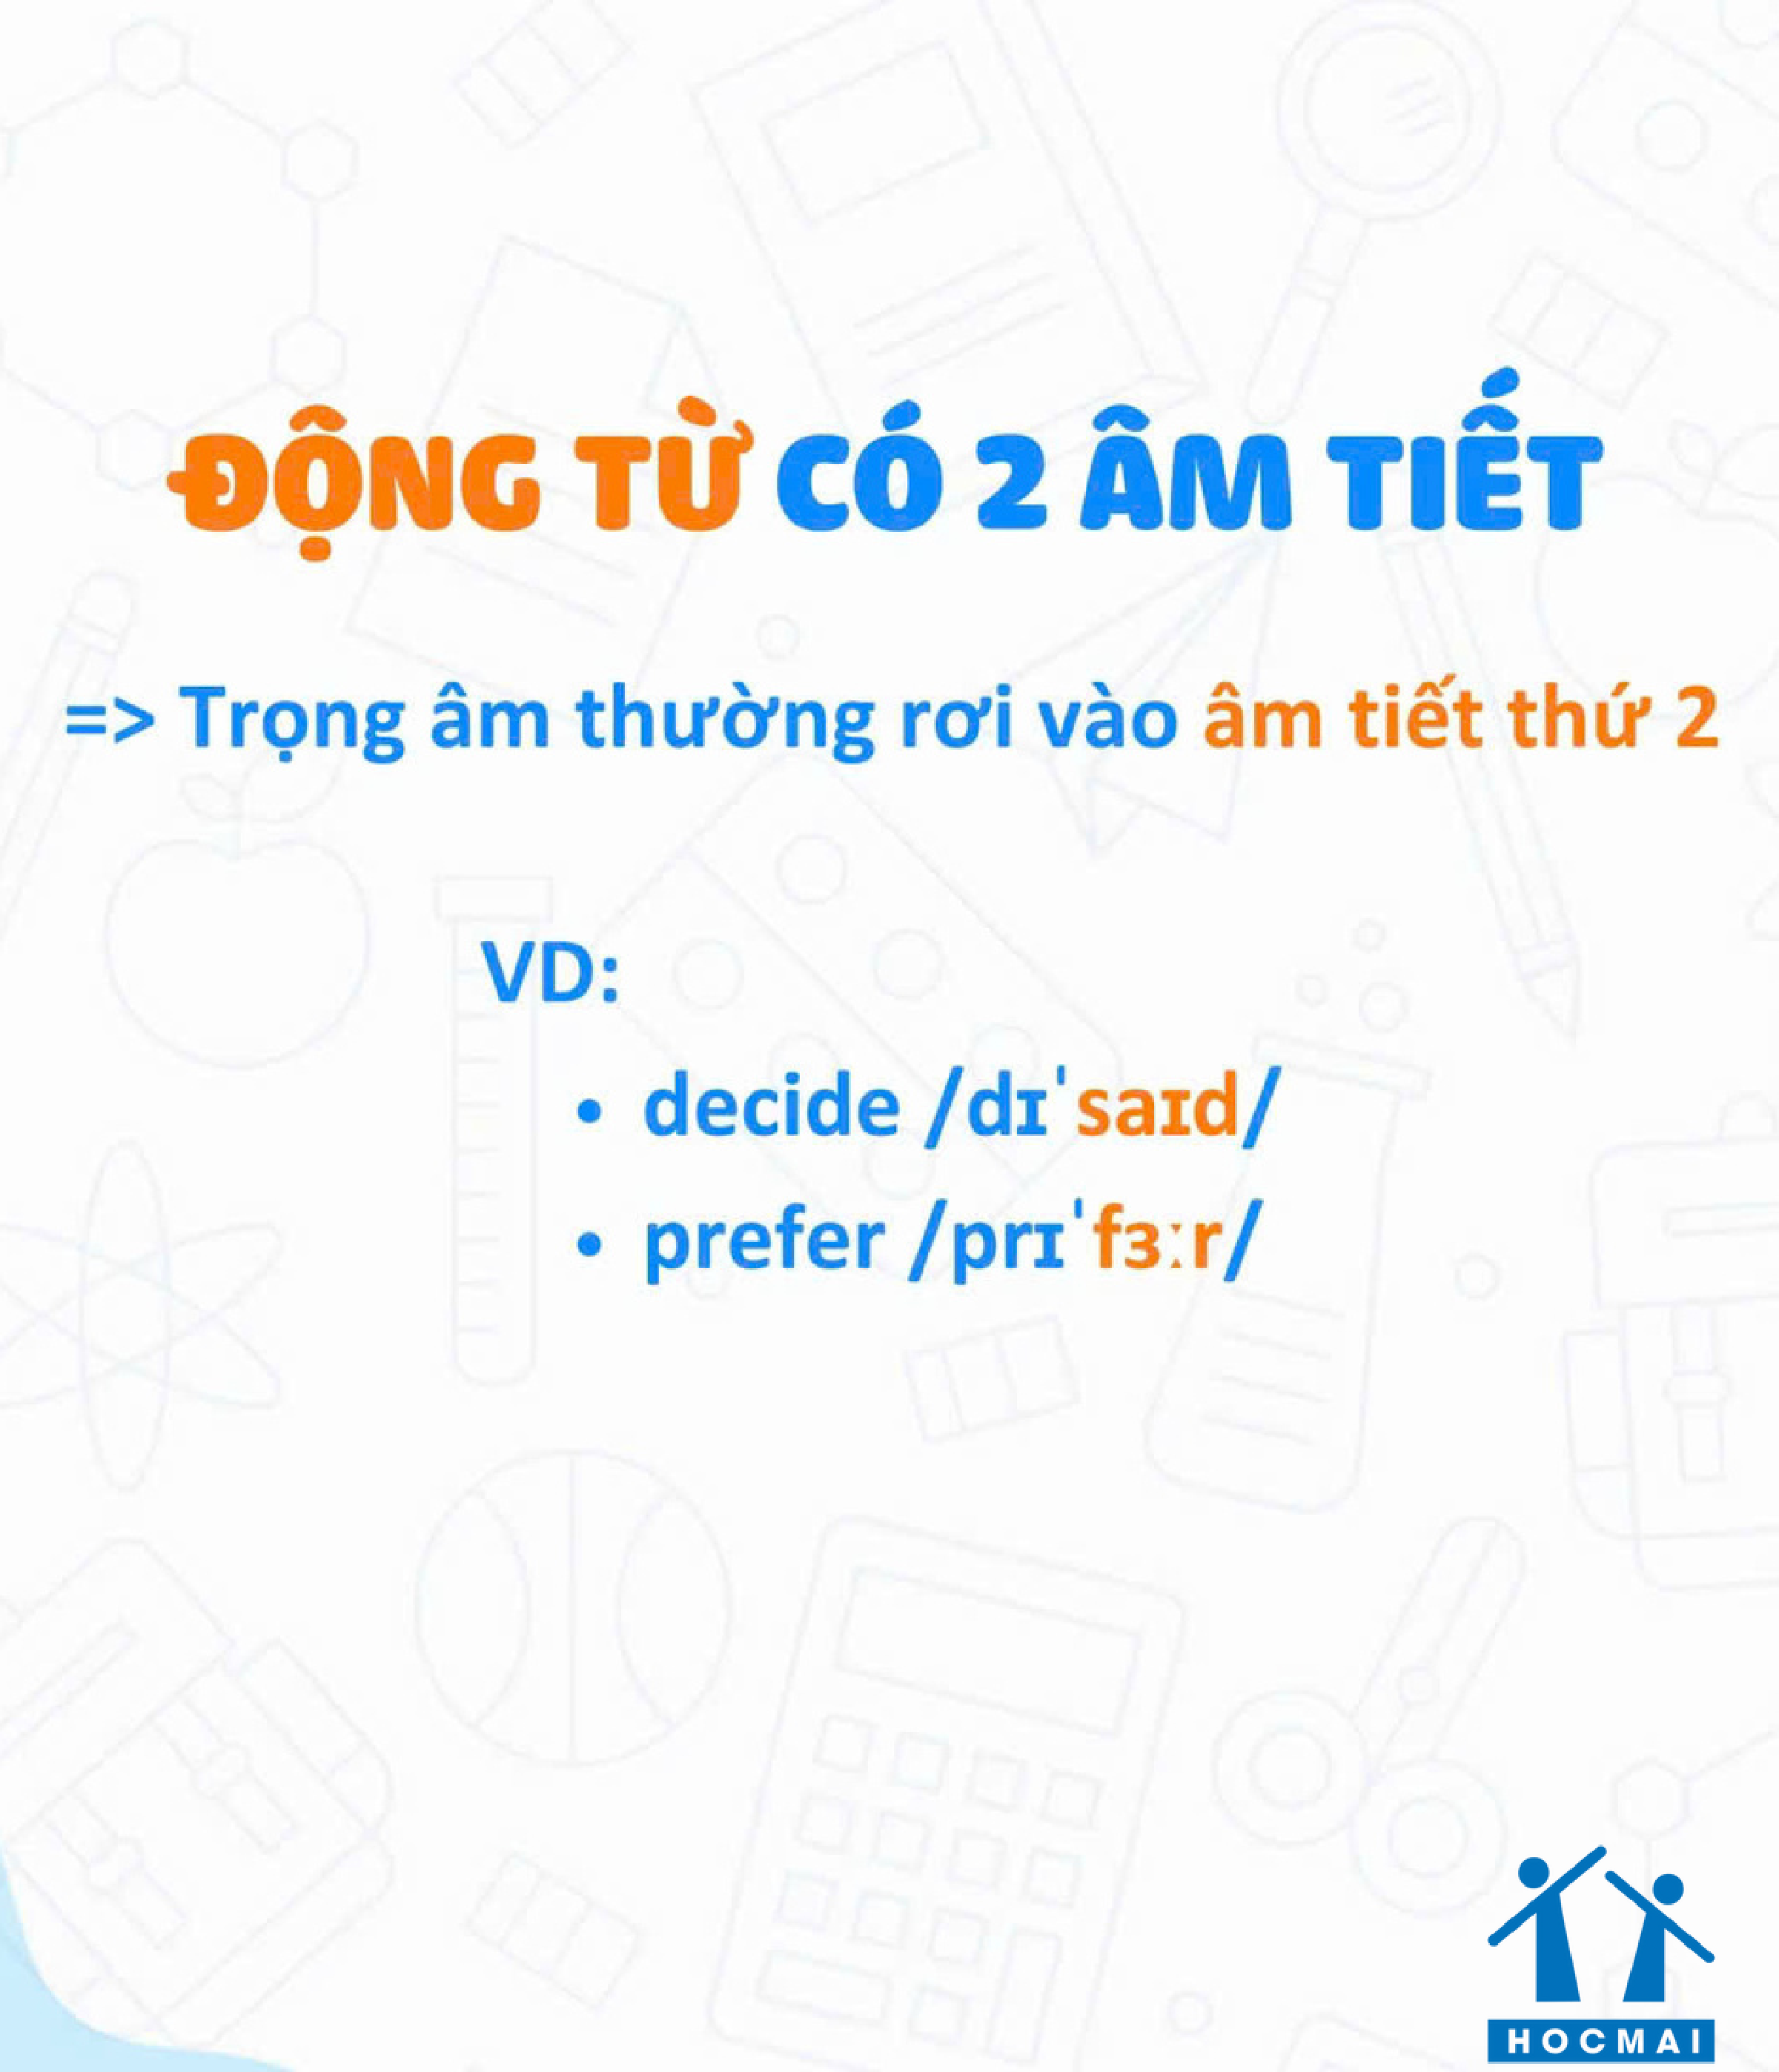 ĐỘNG TỪ CÓ 2 ÂM TIẾT
=> Trọng âm thường rơi vào âm tiết thứ 2
VD:
• decide /dɪˈsaɪd/
• prefer /prɪˈfɜːr/
HOCMAI